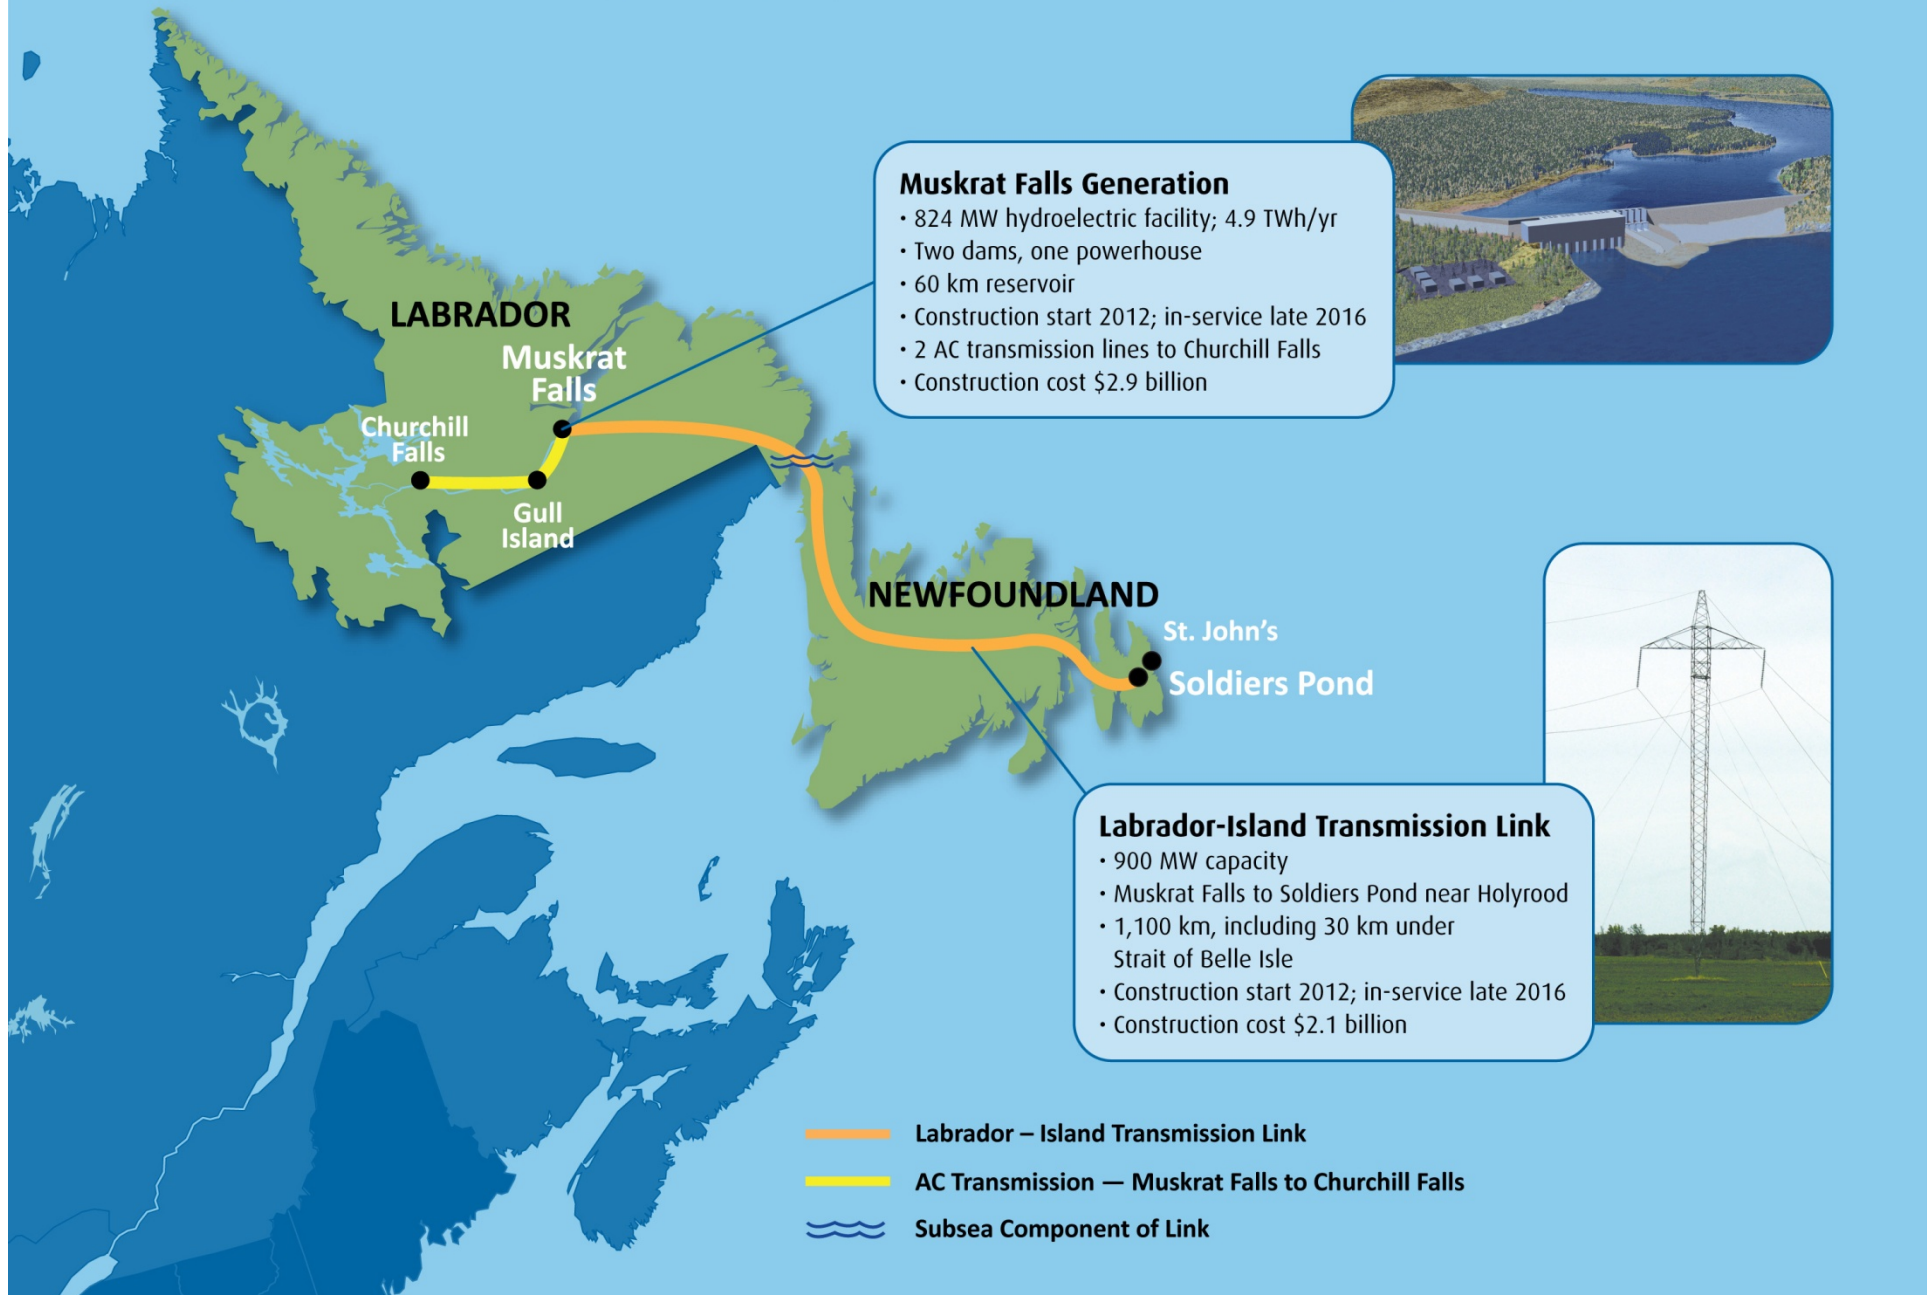 LABRADOR
Muskrat
Falls
Churchill
Falls
Gull
Island
Muskrat Falls Generation
· 824 MW hydroelectric facility; 4.9 TWh/yr
· Two dams, one powerhouse
· 60 km reservoir
· Construction start 2012; in-service late 2016
· 2 AC transmission lines to Churchill Falls
· Construction cost $2.9 billion
NEWFOUNDLAND
St. John’s
Soldiers Pond
Labrador-Island Transmission Link
· 900 MW capacity
· Muskrat Falls to Soldiers Pond near Holyrood
· 1,100 km, including 30 km under
Strait of Belle Isle
· Construction start 2012; in-service late 2016
· Construction cost $2.1 billion
Labrador – Island Transmission Link
AC Transmission — Muskrat Falls to Churchill Falls
Subsea Component of Link